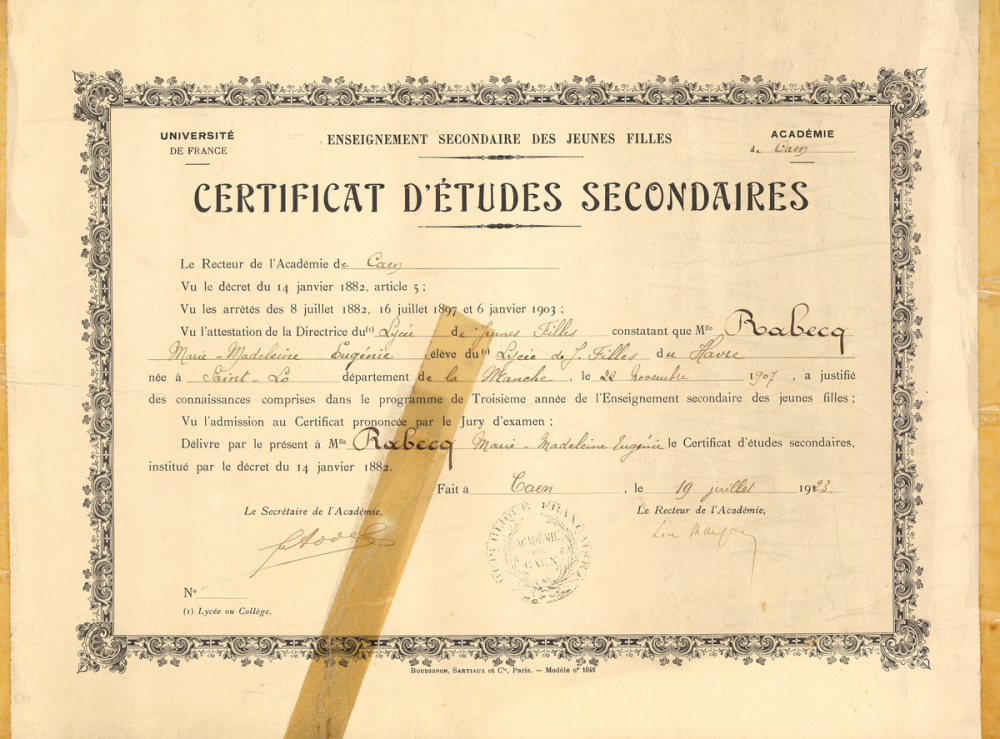 UNIVERSITÉ
DE FRANCE
ENSEIGNEMENT SECONDAIRE DES JEUNES FILLES
ACADÉMIE
de Caen
CERTIFICAT D'ÉTUDES SECONDAIRES
Le Recteur de l'Académie de Caen
Vu le décret du 14 janvier 1882, article 5 ;
Vu les arrêtés des 8 juillet 1882, 16 juillet 1897 et 6 janvier 1903 ;
Vu l'attestation de la Directrice du (1) Lycée de Jeunes Filles constatant que Mlle Rabecq
Marie-Madeleine Eugénie élève du (1) Lycée de J. Filles du Havre
née à Saint-Lo département de la Manche, le 22 Novembre 1907, a justifié
des connaissances comprises dans le programme de Troisième année de l'Enseignement secondaire des jeunes filles ;
Vu l'admission au Certificat prononcée par le Jury d'examen ;
Délivre par le présent à Mlle Rabecq Marie-Madeleine Eugénie le Certificat d'études secondaires,
institué par le décret du 14 janvier 1882.
Fait à Caen, le 19 juillet 1923.
Le Secrétaire de l'Académie,
Le Recteur de l'Académie,
RÉPUBLIQUE FRANÇAISE
ACADÉMIE
CAEN
No
(1) Lycée ou Collège.
BOUDIGNON, SARTIAUX et Cie, Paris. — Modèle n° 1048